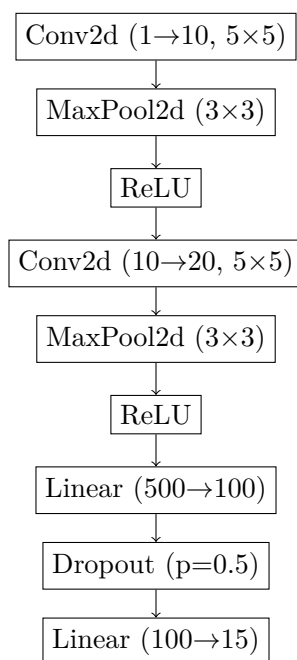 Conv2d (1→10, 5×5)
MaxPool2d (3×3)
ReLU
Conv2d (10→20, 5×5)
MaxPool2d (3×3)
ReLU
Linear (500→100)
Dropout (p=0.5)
Linear (100→15)